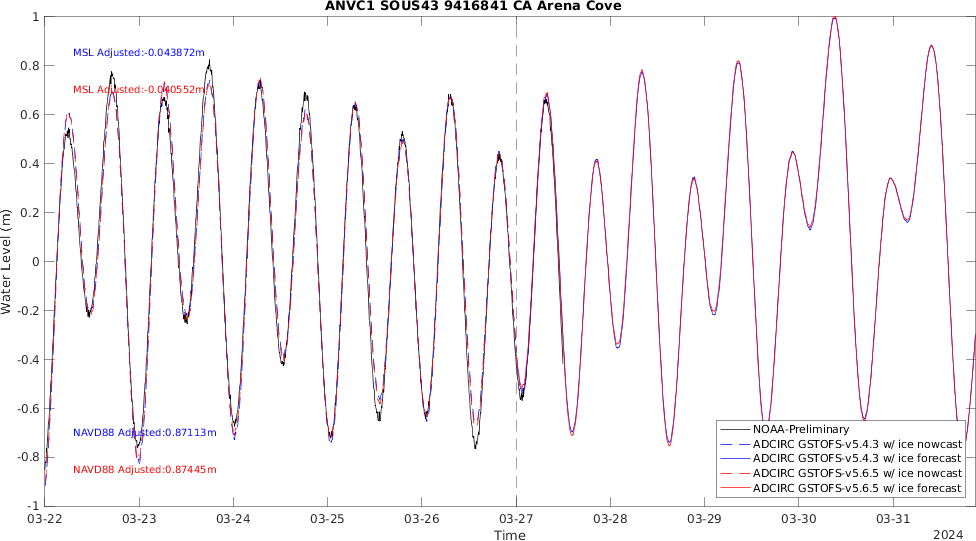 ANVC1 SOUS43 9416841 CA Arena Cove
1
0.8
0.6
0.4
0.2
0
-0.2
-0.4
-0.6
-0.8
-1
Water Level (m)
MSL Adjusted:-0.043872m
MSL Adjusted:-0.040552m
NAVD88 Adjusted:0.87113m
NAVD88 Adjusted:0.87445m
NOAA-Preliminary
ADCIRC GSTOFS-v5.4.3 w/ ice nowcast
ADCIRC GSTOFS-v5.4.3 w/ ice forecast
ADCIRC GSTOFS-v5.6.5 w/ ice nowcast
ADCIRC GSTOFS-v5.6.5 w/ ice forecast
03-22 03-23 03-24 03-25 03-26 03-27 03-28 03-29 03-30 03-31
Time
2024